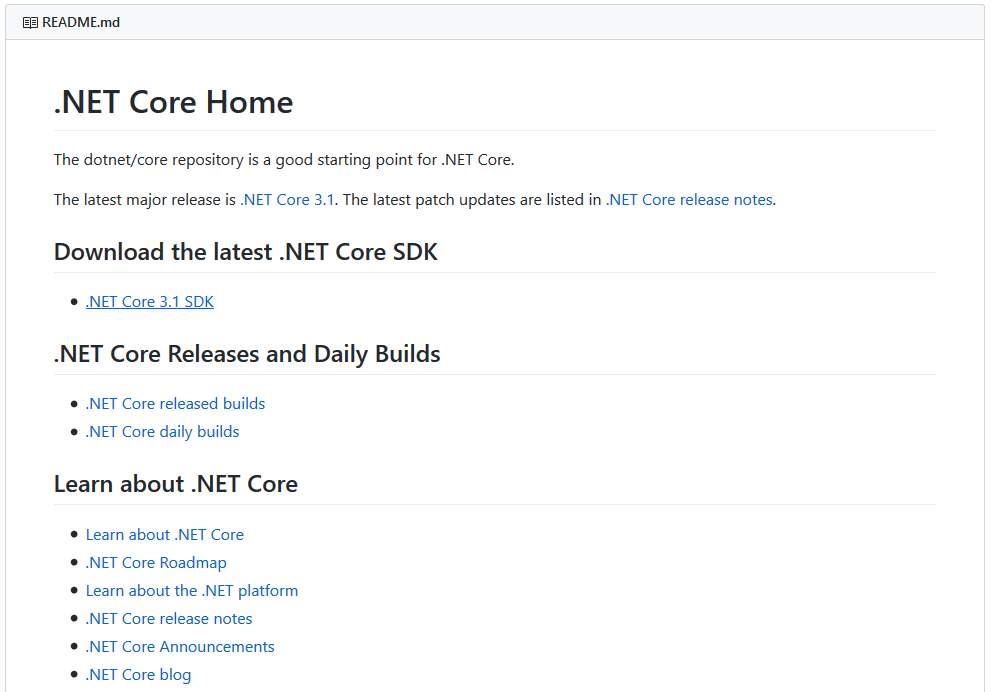 README.md
.NET Core Home
The dotnet/core repository is a good starting point for .NET Core.
The latest major release is .NET Core 3.1. The latest patch updates are listed in .NET Core release notes.
Download the latest .NET Core SDK
.NET Core 3.1 SDK
.NET Core Releases and Daily Builds
.NET Core released builds
.NET Core daily builds
Learn about .NET Core
Learn about .NET Core
.NET Core Roadmap
Learn about the .NET platform
.NET Core release notes
.NET Core Announcements
.NET Core blog